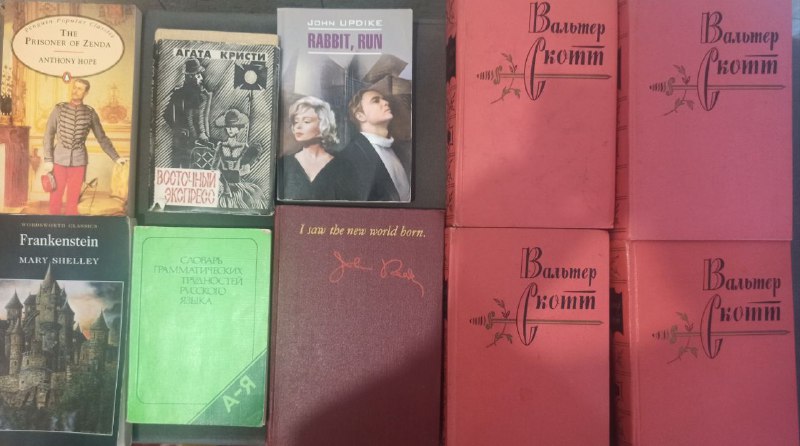 Penguin Popular Classics
THE
PRISONER OF ZENDA
ANTHONY HOPE
АГАТА КРИСТИ
ВОСТОЧНЫЙ
ЭКСПРЕСС
JOHN UPDIKE
RABBIT, RUN
Вальтер
Скотт
Вальтер
Скотт
WORDSWORTH CLASSICS
Frankenstein
MARY SHELLEY
СЛОВАРЬ
ГРАММАТИЧЕСКИХ
ТРУДНОСТЕЙ
РУССКОГО
ЯЗЫКА
А-Я
I saw the new world born.
John Reed
Вальтер
Скотт
Вальтер
Скотт